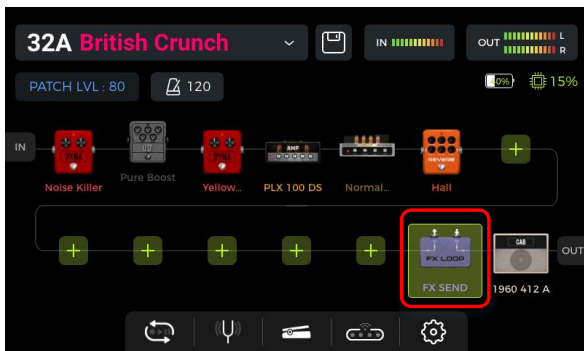 32A British Crunch
IN
OUT
L
R
PATCH LVL : 80
120
40%
15%
IN
Noise Killer
Pure Boost
Yellow...
AMP
PLX 100 DS
Normal...
REVERB
Hall
FX LOOP
FX SEND
CAB
1960 412 A
OUT